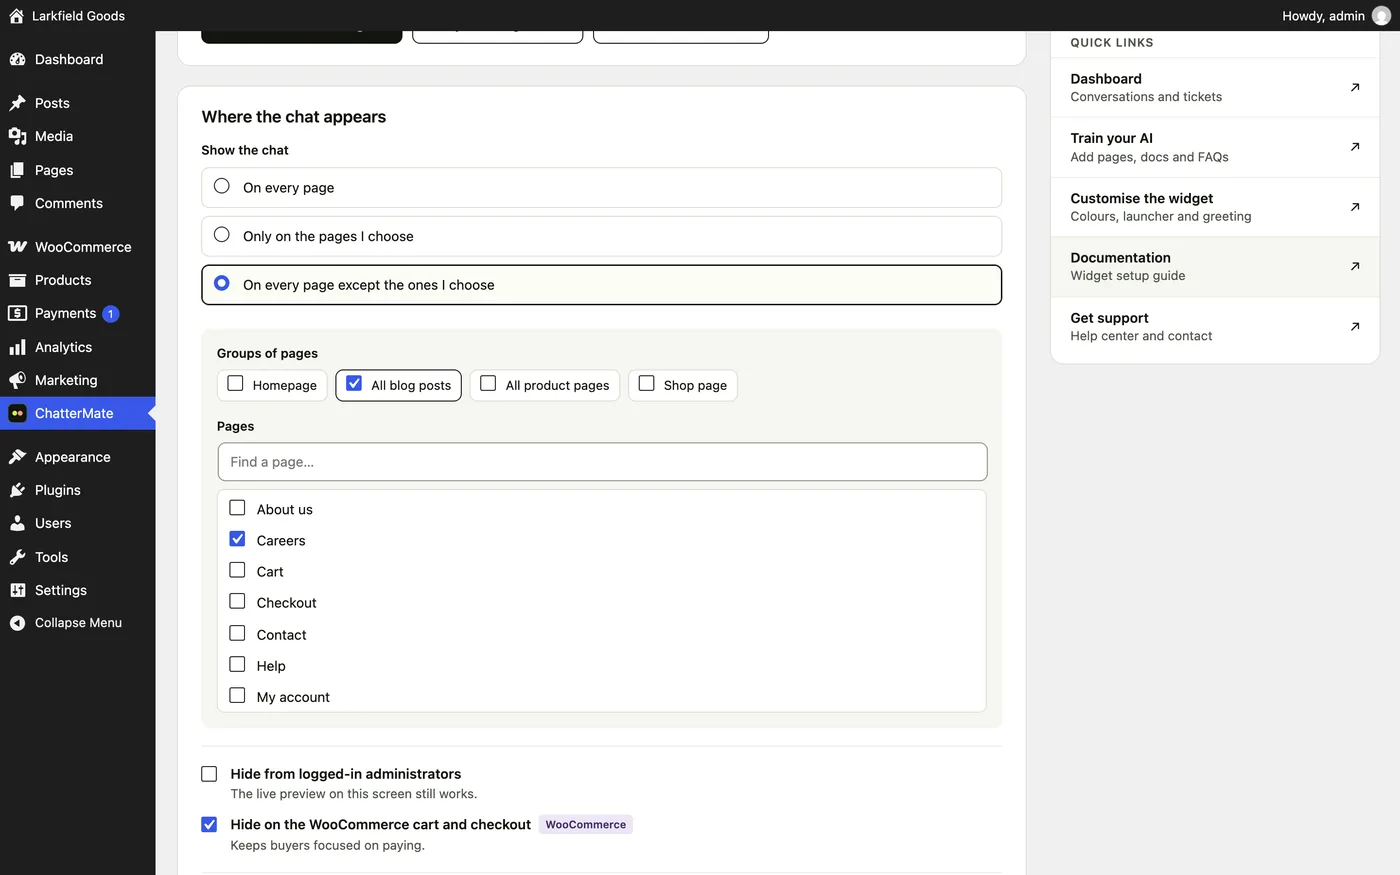 Larkfield Goods
Howdy, admin
Dashboard
Posts
Media
Pages
Comments
WooCommerce
Products
Payments 1
Analytics
Marketing
ChatterMate
Appearance
Plugins
Users
Tools
Settings
Collapse Menu
Where the chat appears
Show the chat
On every page
Only on the pages I choose
On every page except the ones I choose
Groups of pages
Homepage
All blog posts
All product pages
Shop page
Pages
Find a page...
About us
Careers
Cart
Checkout
Contact
Help
My account
Hide from logged-in administrators
The live preview on this screen still works.
Hide on the WooCommerce cart and checkout WooCommerce
Keeps buyers focused on paying.
QUICK LINKS
Dashboard
Conversations and tickets
Train your AI
Add pages, docs and FAQs
Customise the widget
Colours, launcher and greeting
Documentation
Widget setup guide
Get support
Help center and contact